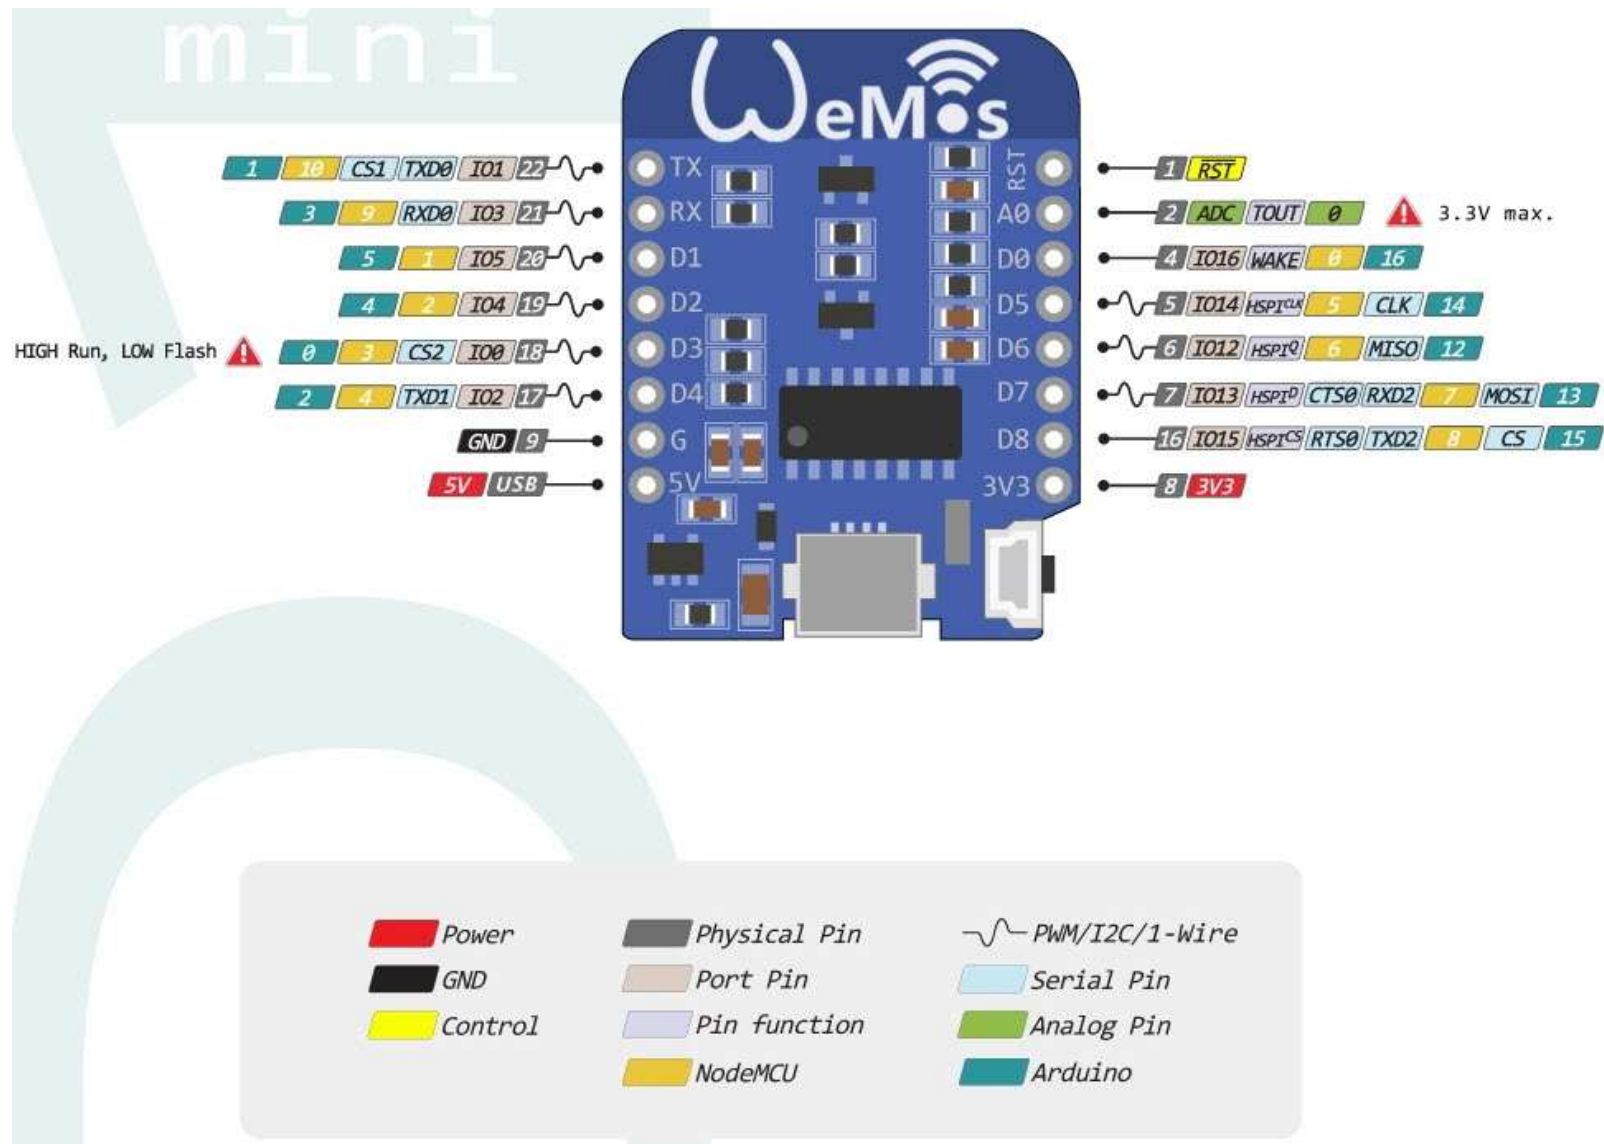 mini
WeMos
1 10 CS1 TXD0 IO1 22 TX RST 1 RST
3 9 RXD0 IO3 21 RX A0 2 ADC TOUT 0 3.3V max.
5 1 IO5 20 D1 D0 4 IO16 WAKE 0 16
4 2 IO4 19 D2 D5 5 IO14 HSPICLK 5 CLK 14
HIGH Run, LOW Flash 0 3 CS2 IO0 18 D3 D6 6 IO12 HSPIQ 6 MISO 12
2 4 TXD1 IO2 17 D4 D7 7 IO13 HSPID CTS0 RXD2 7 MOSI 13
GND 9 G D8 16 IO15 HSPICS RTS0 TXD2 8 CS 15
5V USB 5V 3V3 8 3V3
Power Physical Pin PWM/I2C/1-Wire
GND Port Pin Serial Pin
Control Pin function Analog Pin
NodeMCU Arduino